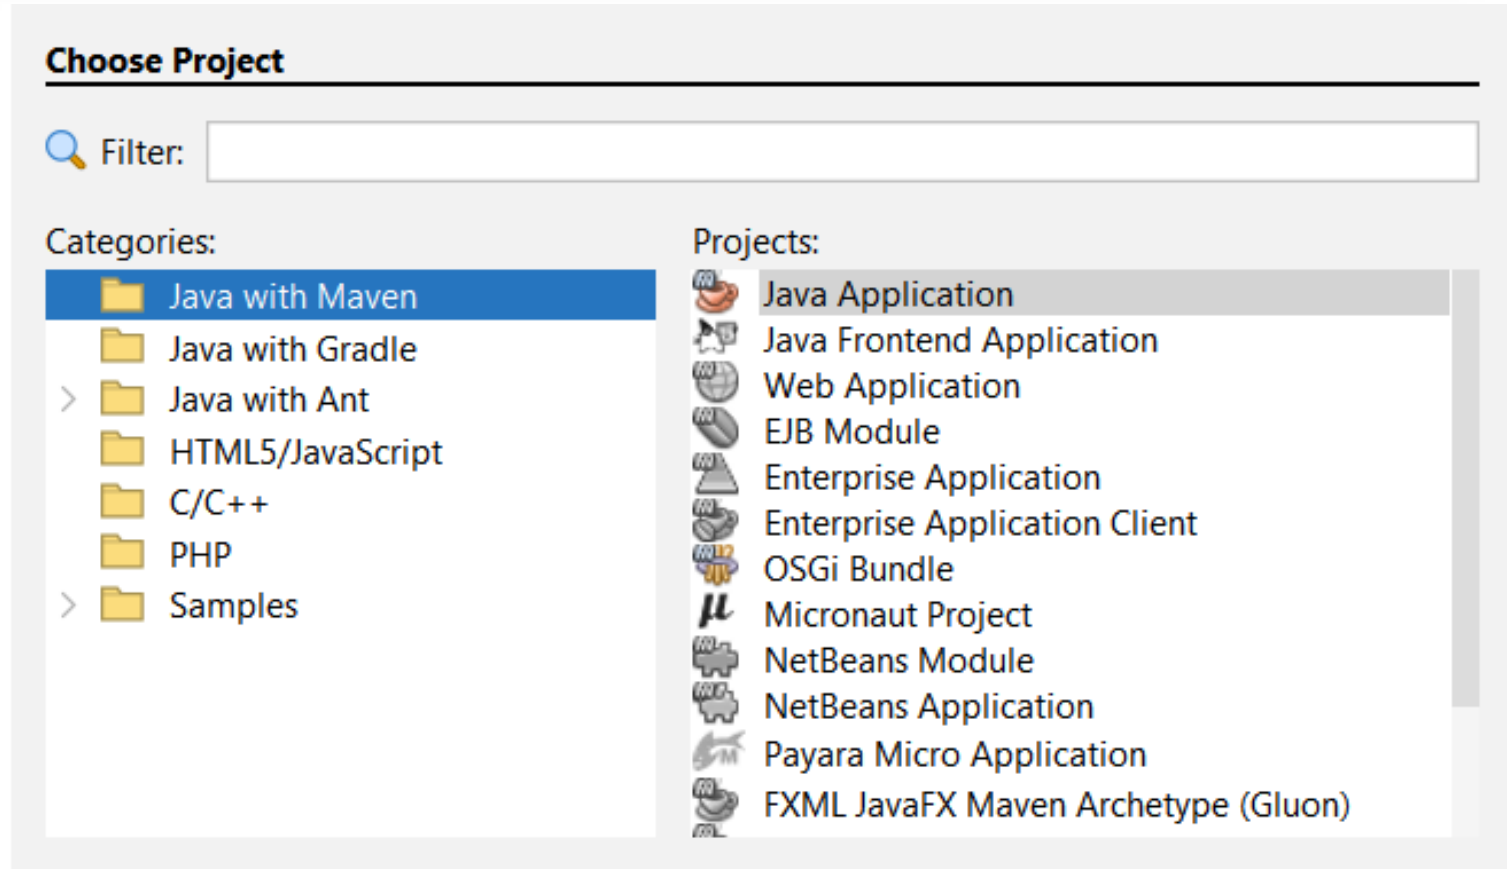 Choose Project
Filter:
Categories:
Java with Maven
Java with Gradle
Java with Ant
HTML5/JavaScript
C/C++
PHP
Samples
Projects:
Java Application
Java Frontend Application
Web Application
EJB Module
Enterprise Application
Enterprise Application Client
OSGi Bundle
Micronaut Project
NetBeans Module
NetBeans Application
Payara Micro Application
FXML JavaFX Maven Archetype (Gluon)